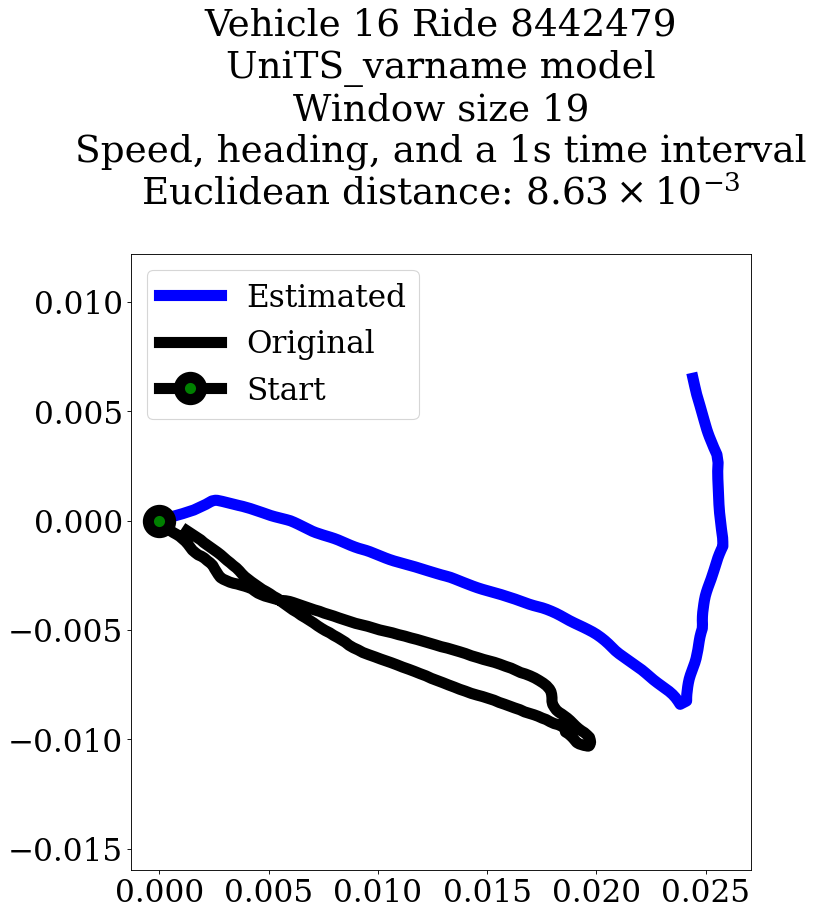 Vehicle 16 Ride 8442479
UniTS_varname model
Window size 19
Speed, heading, and a 1s time interval
Euclidean distance: 8.63 × 10⁻³
Estimated
Original
Start
0.010
0.005
0.000
−0.005
−0.010
−0.015
0.000 0.005 0.010 0.015 0.020 0.025